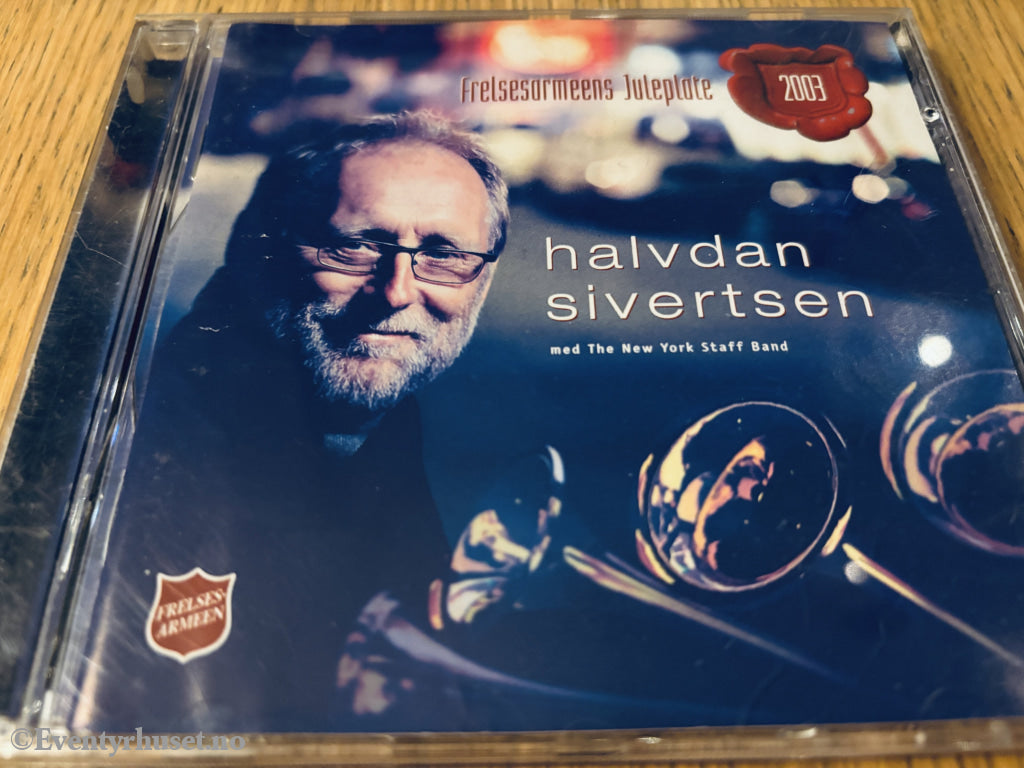 Frelsesarmeens Juleplate
2003
halvdan
sivertsen
med The New York Staff Band
FRELSES-
ARMEEN
©Eventyrhuset.no